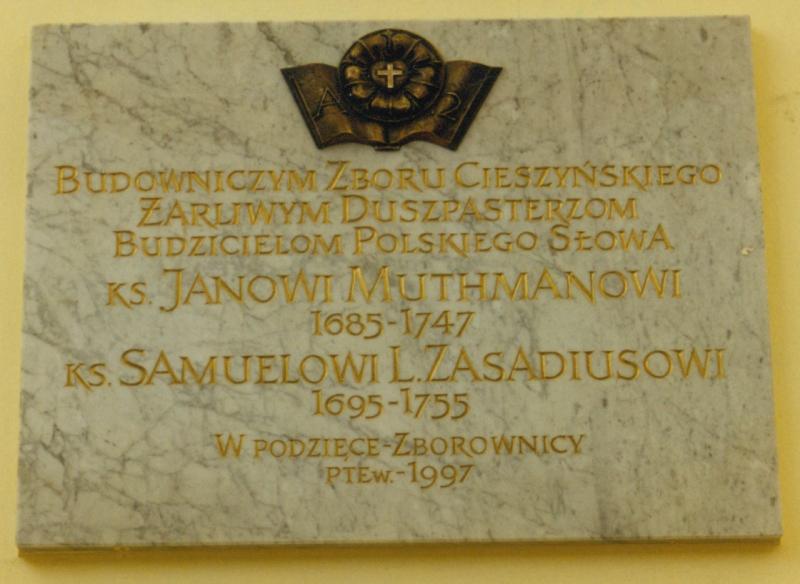 A Ω
BUDOWNICZYM ZBORU CIESZYŃSKIEGO
ŻARLIWYM DUSZPASTERZOM
BUDZICIELOM POLSKIEGO SŁOWA
KS. JANOWI MUTHMANOWI
1685-1747
KS. SAMUELOWI L. ZASADIUSOWI
1695-1755
W PODZIĘCE-ZBOROWNICY
PTEW.-1997